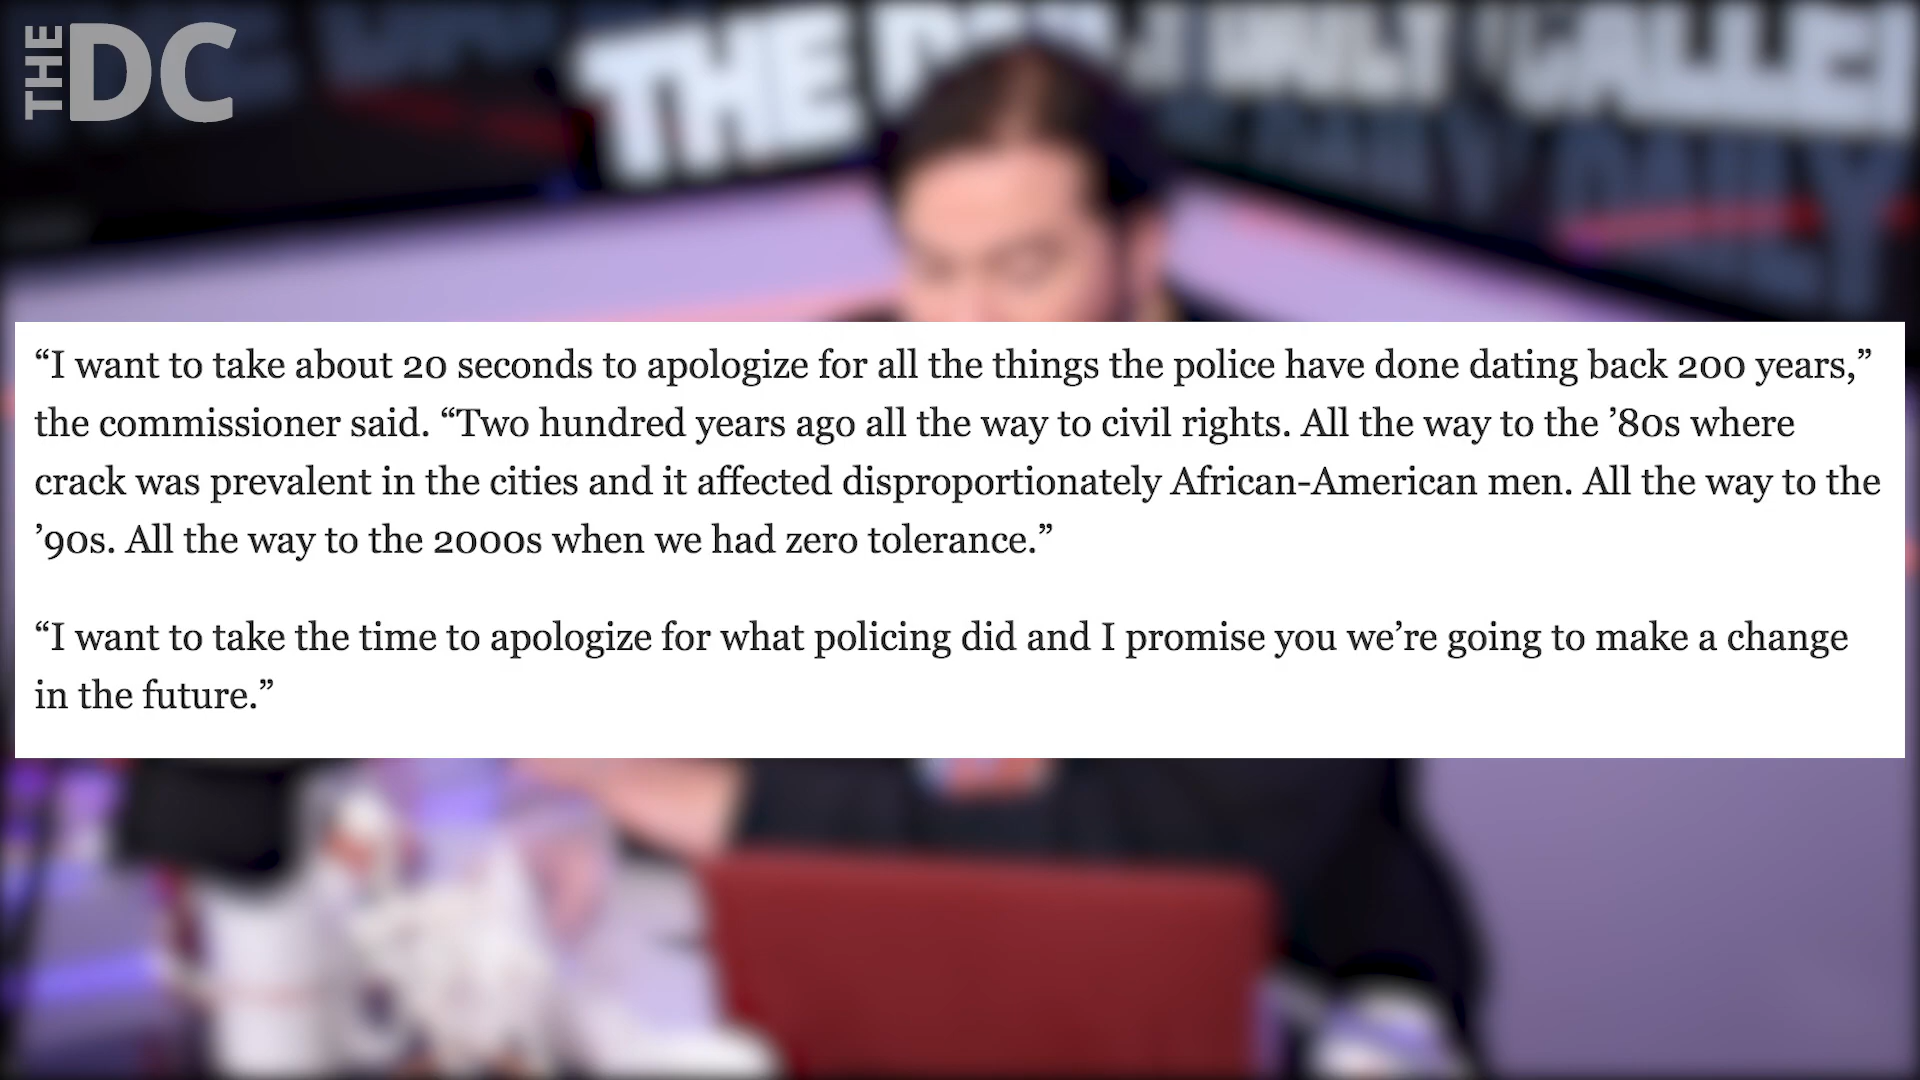 THE DC
THE DAILY CALLER
“I want to take about 20 seconds to apologize for all the things the police have done dating back 200 years,”
the commissioner said. “Two hundred years ago all the way to civil rights. All the way to the ’80s where
crack was prevalent in the cities and it affected disproportionately African-American men. All the way to the
’90s. All the way to the 2000s when we had zero tolerance.”
“I want to take the time to apologize for what policing did and I promise you we’re going to make a change
in the future.”